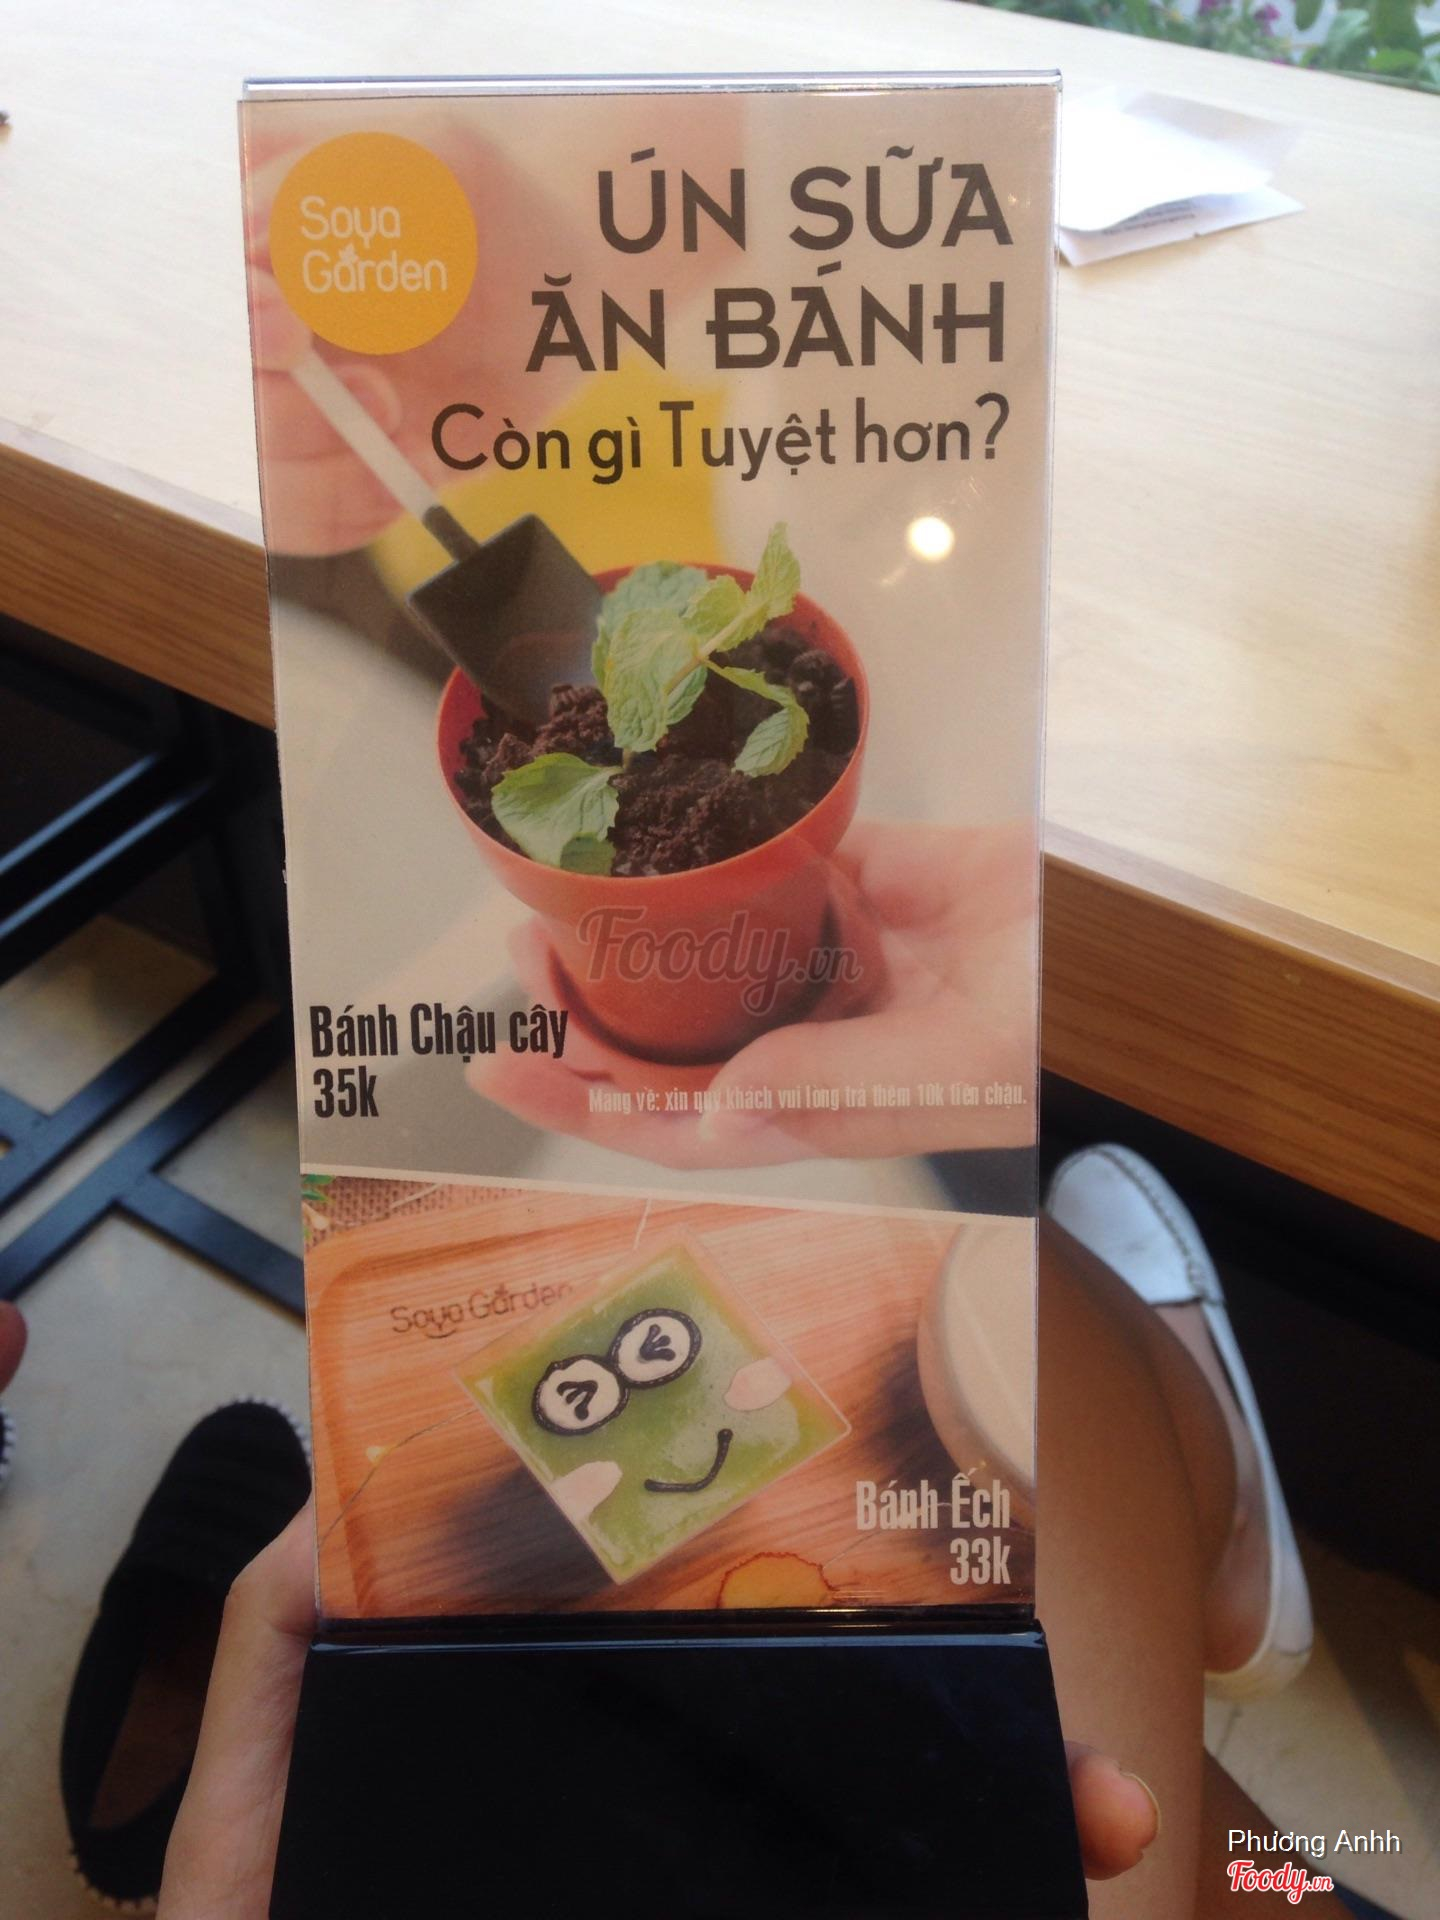 Soya
Garden
ÚN SỮA
ĂN BÁNH
Còn gì Tuyệt hơn?
Foody.vn
Bánh Chậu cây
35k
Mang về: xin quý khách vui lòng trả thêm 10k tiền chậu.
Soya Garden
Bánh Ếch
33k
Phương Anhh
Foody.vn